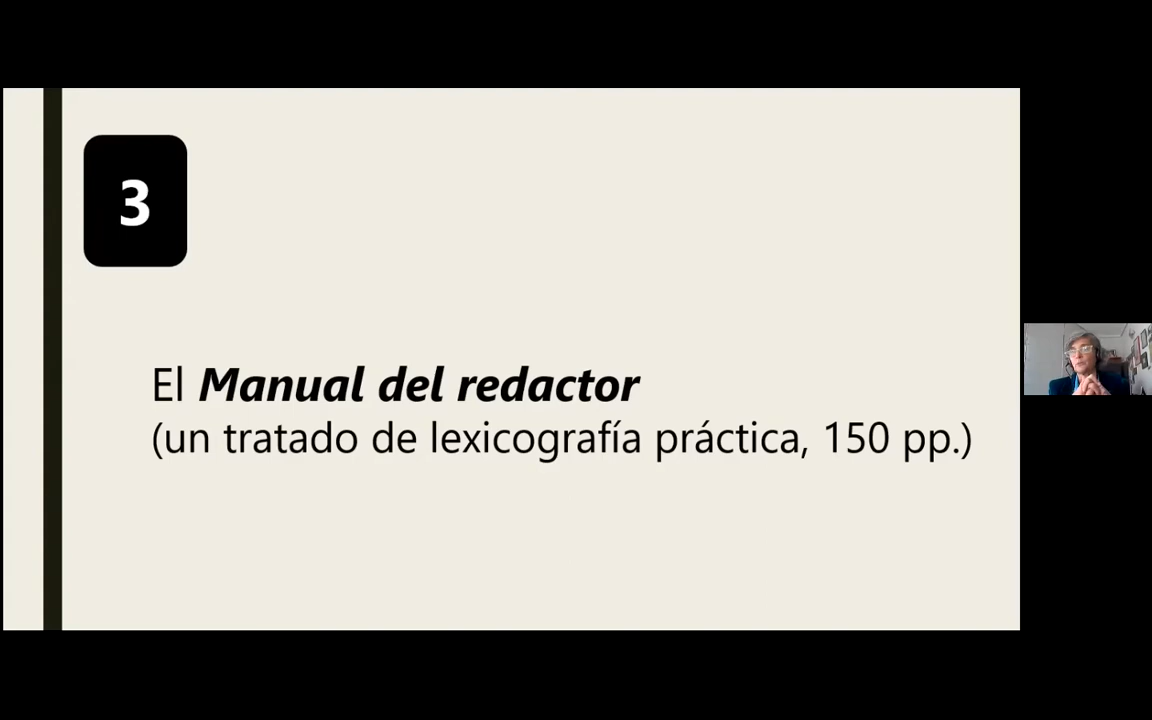 3
El Manual del redactor
(un tratado de lexicografía práctica, 150 pp.)